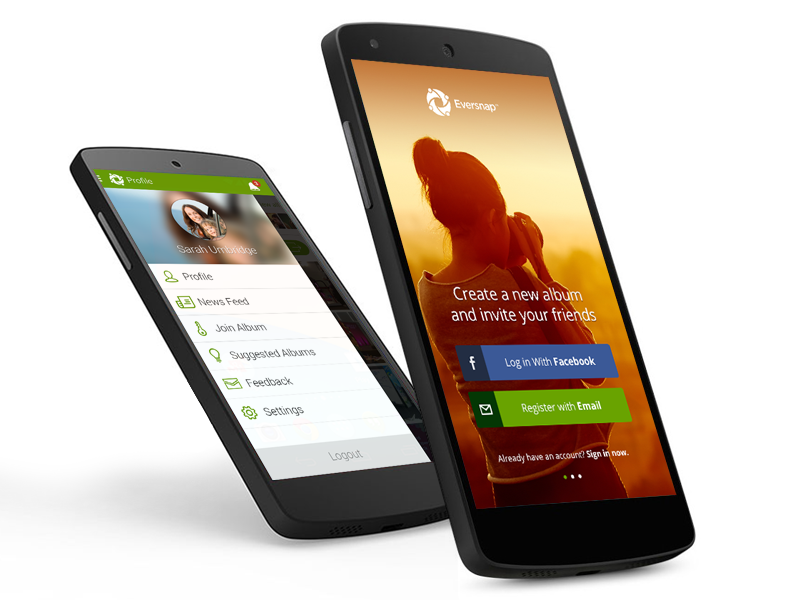 Profile
Sarah Umbridge
Profile
News Feed
Join Album
Suggested Albums
Feedback
Settings
Logout
Eversnap™
Create a new album
and invite your friends
f
Log in With Facebook
Register with Email
Already have an account? Sign in now.